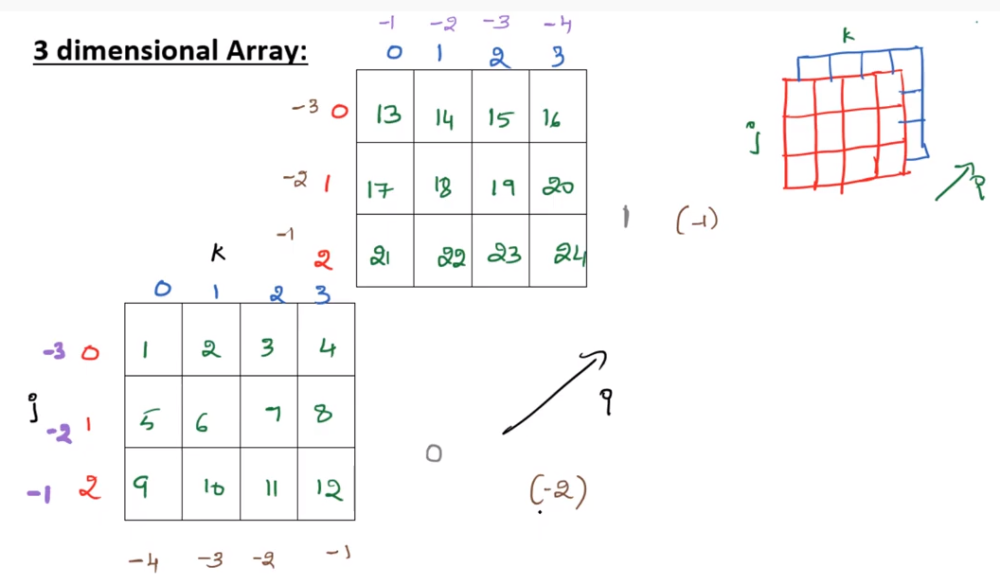 -1 -2 -3 -4
3 dimensional Array:
0 1 2 3
k
-3 0 13 14 15 16
j
-2 1 17 18 19 20
i
1 (-1)
-1
2 21 22 23 24
k
0 1 2 3
-3 0 1 2 3 4
j
-2 1 5 6 7 8
i
0
-1 2 9 10 11 12
(-2)
-4 -3 -2 -1